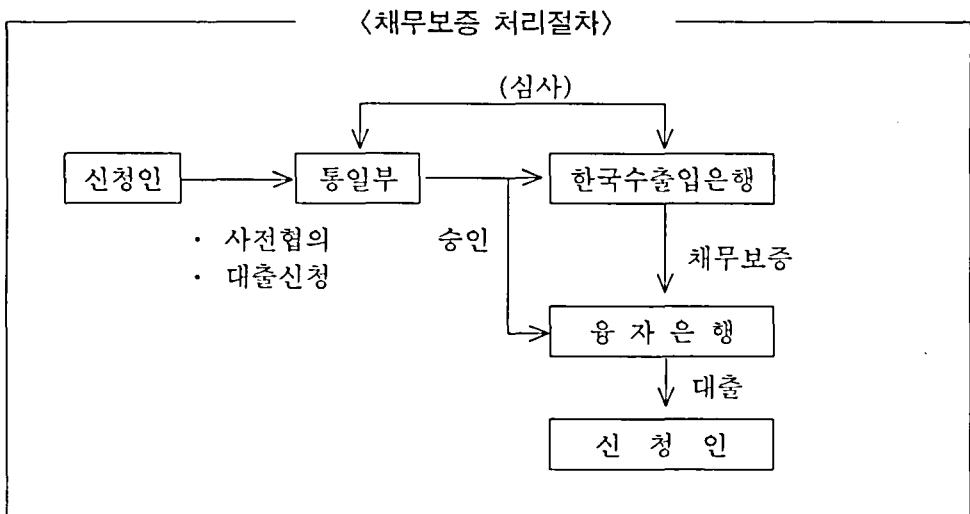 〈채무보증 처리절차〉
(심사)
신청인
통일부
한국수출입은행
· 사전협의
· 대출신청
승인
채무보증
융 자 은 행
대출
신 청 인